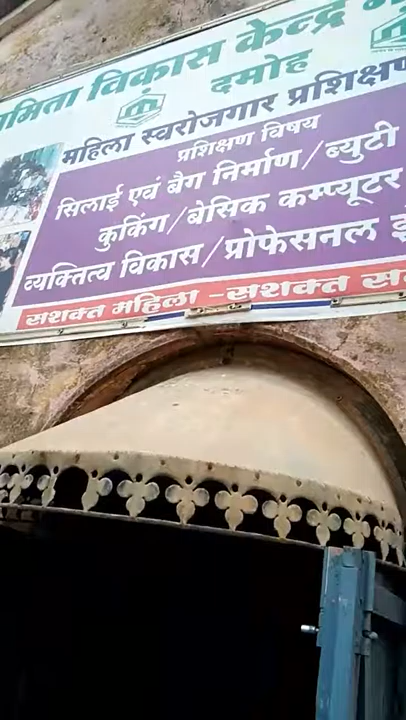 विकास केन्द्र
दमोह
महिला स्वरोजगार प्रशिक्षण
प्रशिक्षण विषय
सिलाई एवं बैग निर्माण/ब्युटी
कुकिंग/बेसिक कम्प्यूटर
व्यक्तित्व विकास/प्रोफेसनल
सशक्त महिला - सशक्त